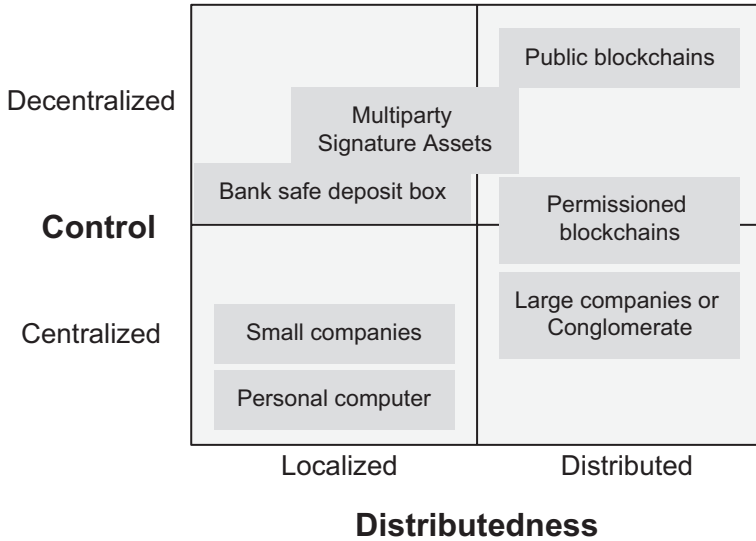 Public blockchains
Decentralized
Multiparty
Signature Assets
Bank safe deposit box
Control
Permissioned
blockchains
Large companies or
Conglomerate
Centralized
Small companies
Personal computer
Localized
Distributed
Distributedness